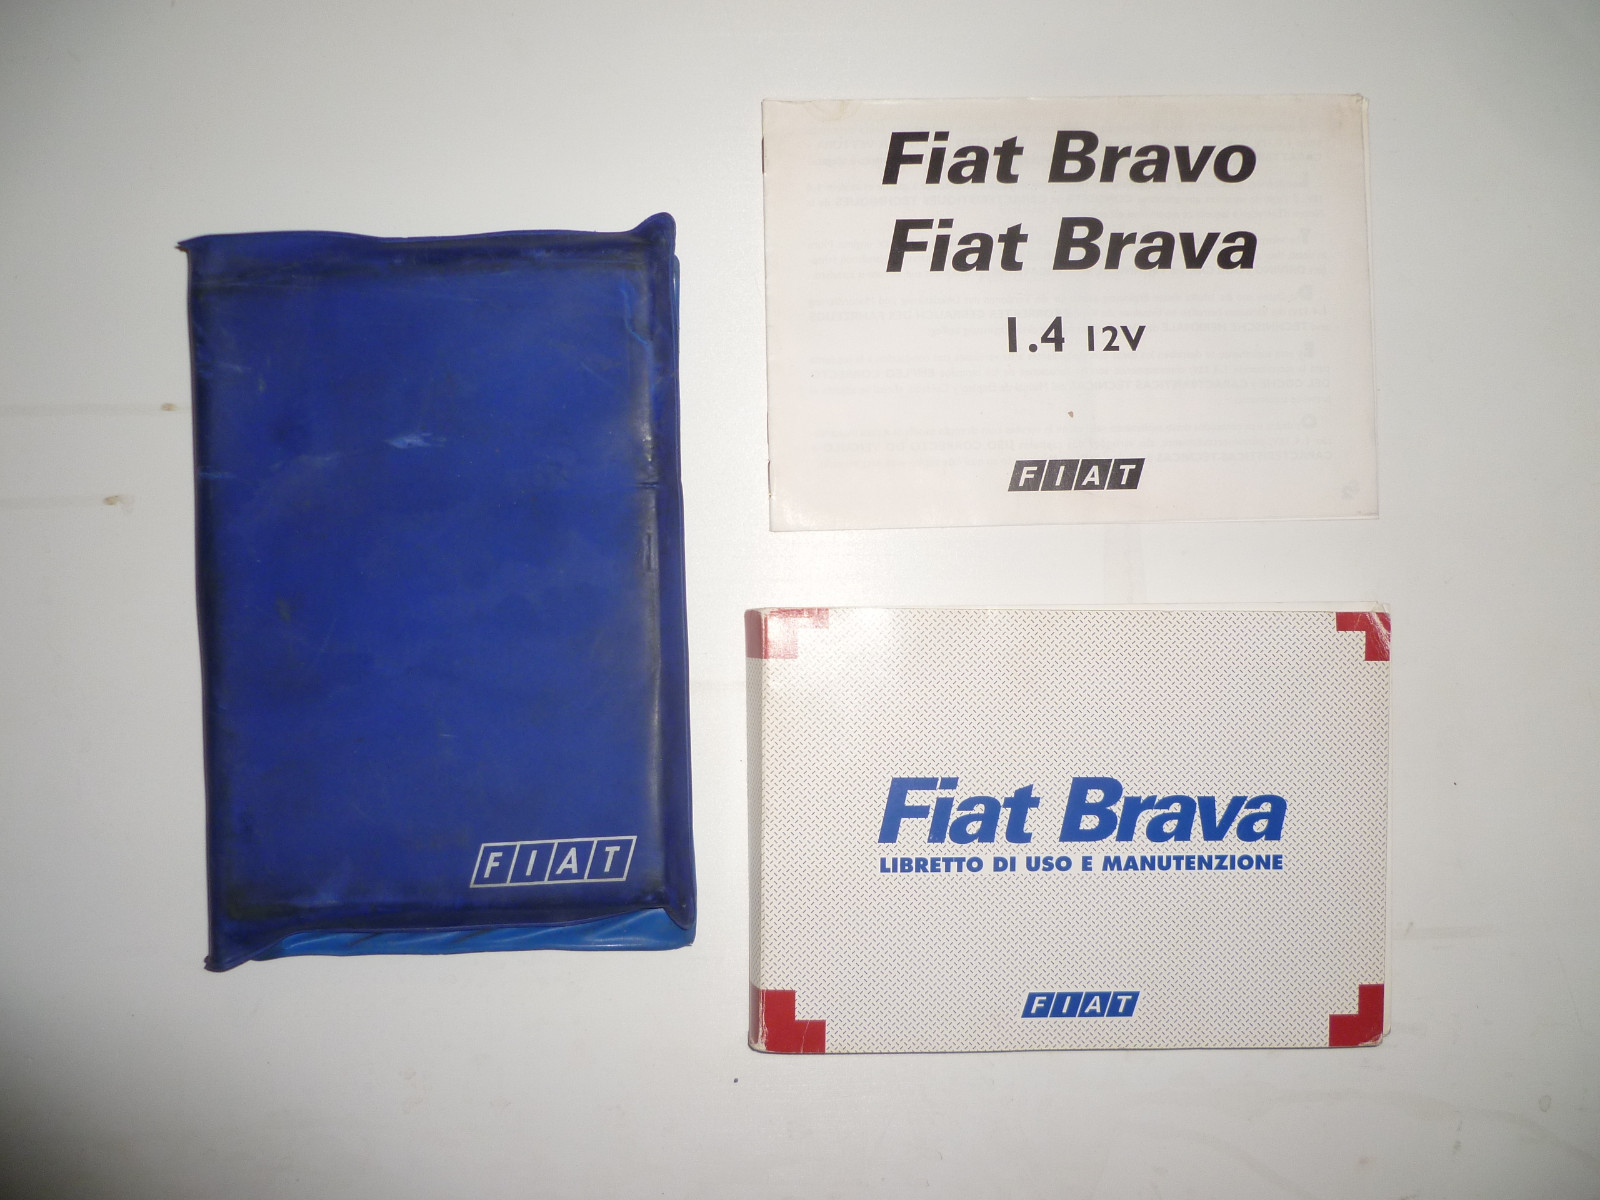 FIAT
Fiat Bravo
Fiat Brava
1.4 12V
FIAT
Fiat Brava
LIBRETTO DI USO E MANUTENZIONE
FIAT